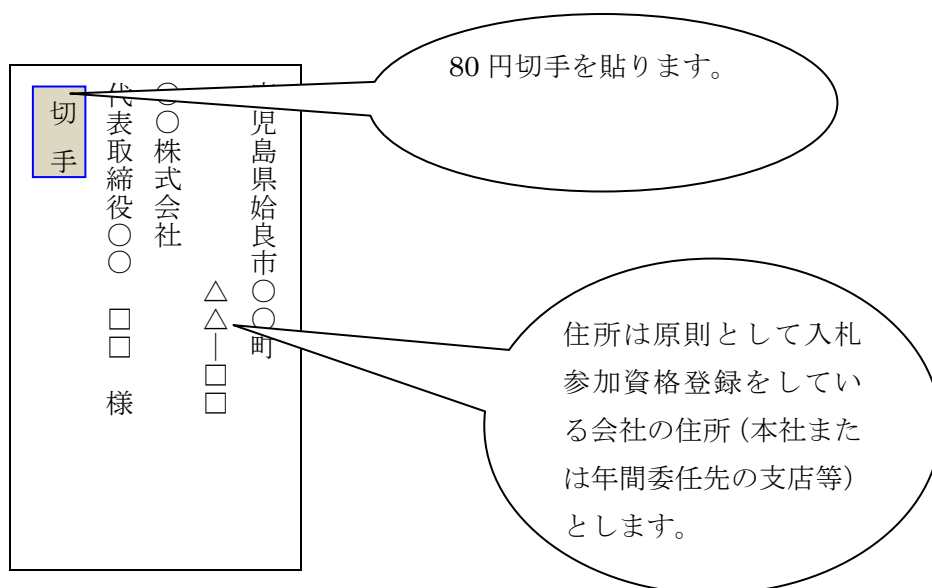 80 円切手を貼ります。
児島県姶良市○○町
△△―□□
○○株式会社
代表取締役○○　□□　様
切手
住所は原則として入札
参加資格登録をしてい
る会社の住所（本社また
は年間委任先の支店等）
とします。